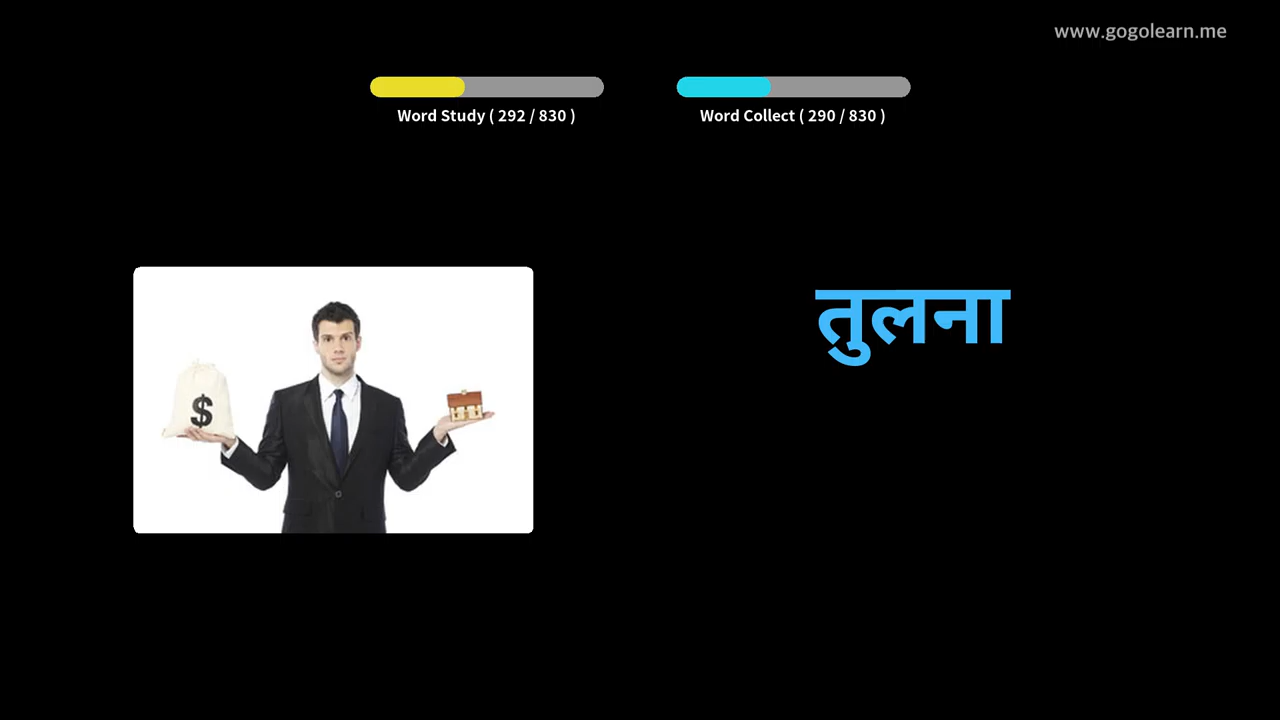 www.gogolearn.me
Word Study ( 292 / 830 )
Word Collect ( 290 / 830 )
तुलना
$